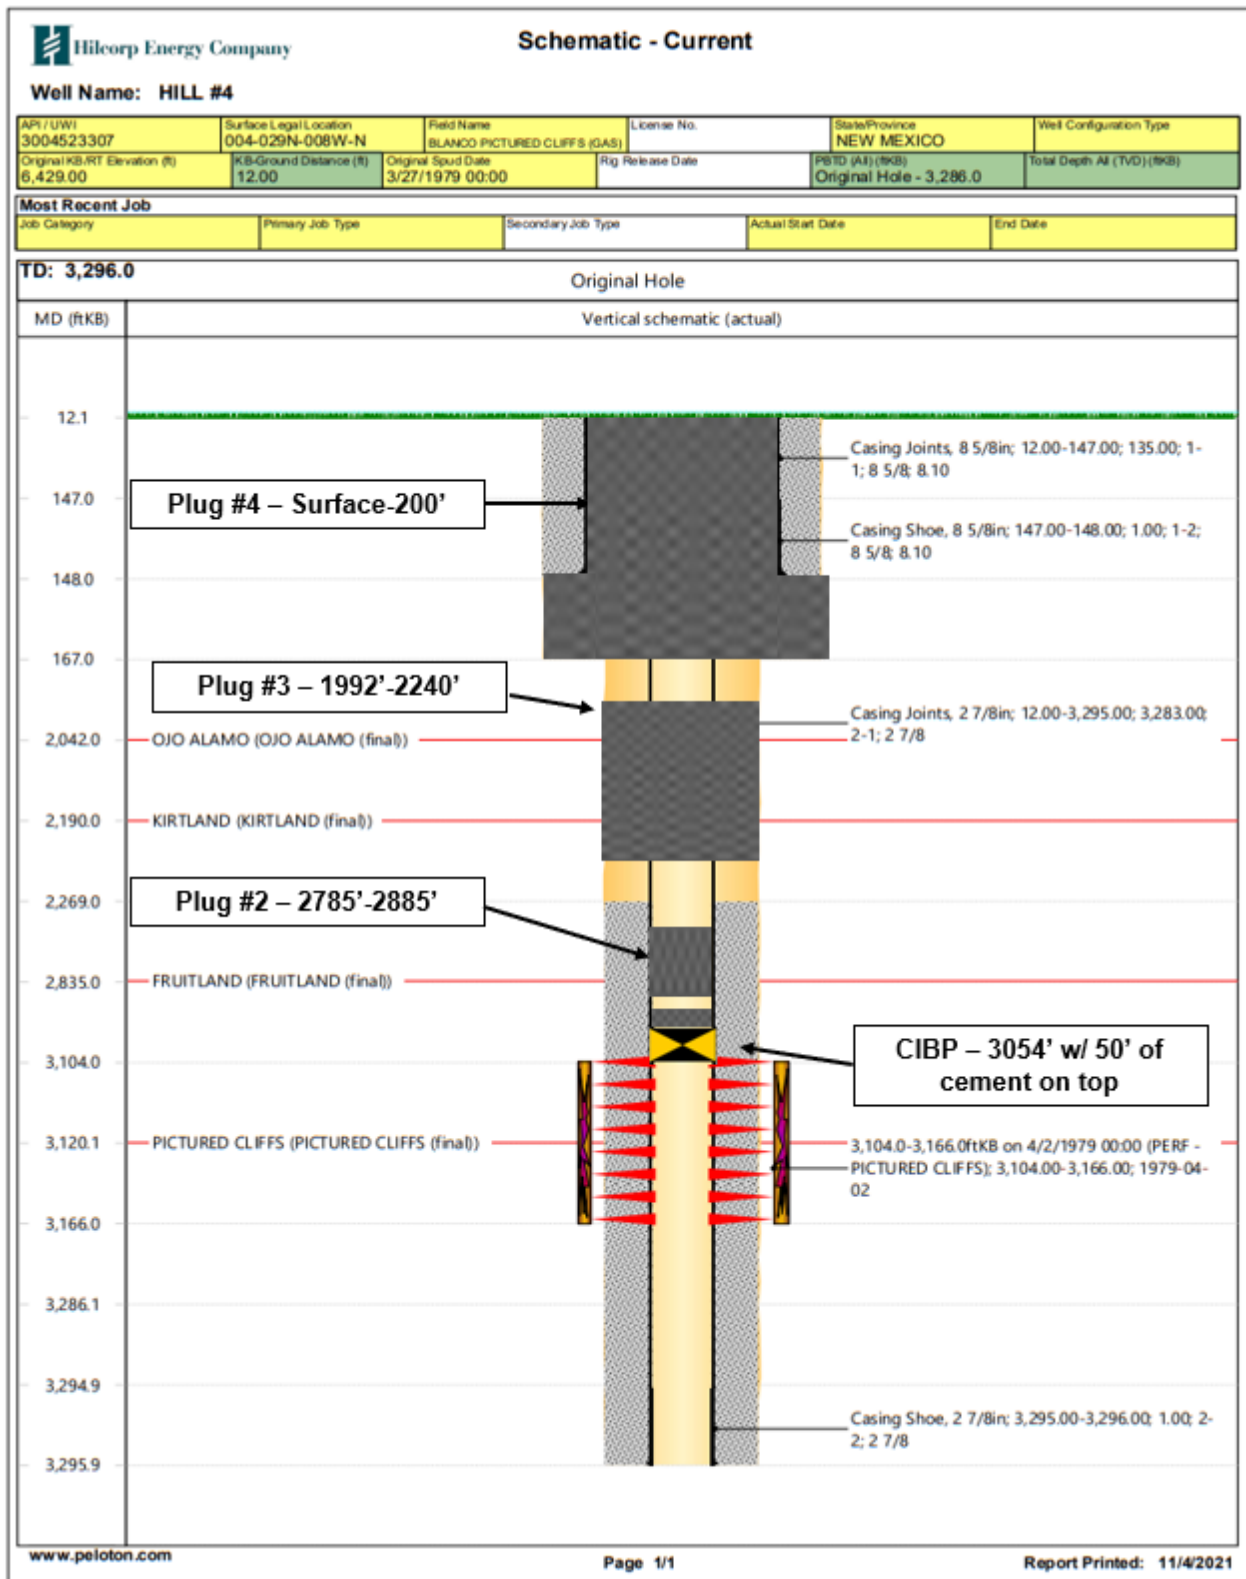 Hilcorp Energy Company
Schematic - Current
Well Name: HILL #4
API / UWI
3004523307
Surface Legal Location
004-029N-008W-N
Field Name
BLANCO PICTURED CLIFFS (GAS)
License No.
State/Province
NEW MEXICO
Well Configuration Type
Original KB/RT Elevation (ft)
6,429.00
KB-Ground Distance (ft)
12.00
Original Spud Date
3/27/1979 00:00
Rig Release Date
PBTD (All) (ftKB)
Original Hole - 3,286.0
Total Depth All (TVD) (ftKB)
Most Recent Job
Job Category
Primary Job Type
Secondary Job Type
Actual Start Date
End Date
TD: 3,296.0
Original Hole
MD (ftKB)
Vertical schematic (actual)
12.1
Casing Joints, 8 5/8in; 12.00-147.00; 135.00; 1-
1; 8 5/8; 8.10
Plug #4 – Surface-200'
147.0
Casing Shoe, 8 5/8in; 147.00-148.00; 1.00; 1-2;
8 5/8; 8.10
148.0
167.0
Plug #3 – 1992'-2240'
Casing Joints, 2 7/8in; 12.00-3,295.00; 3,283.00;
2-1; 2 7/8
2,042.0
OJO ALAMO (OJO ALAMO (final))
2,190.0
KIRTLAND (KIRTLAND (final))
Plug #2 – 2785'-2885'
2,269.0
2,835.0
FRUITLAND (FRUITLAND (final))
CIBP – 3054' w/ 50' of
cement on top
3,104.0
3,120.1
PICTURED CLIFFS (PICTURED CLIFFS (final))
3,104.0-3,166.0ftKB on 4/2/1979 00:00 (PERF -
PICTURED CLIFFS); 3,104.00-3,166.00; 1979-04-
02
3,166.0
3,286.1
3,294.9
Casing Shoe, 2 7/8in; 3,295.00-3,296.00; 1.00; 2-
2; 2 7/8
3,295.9
www.peloton.com
Page 1/1
Report Printed: 11/4/2021